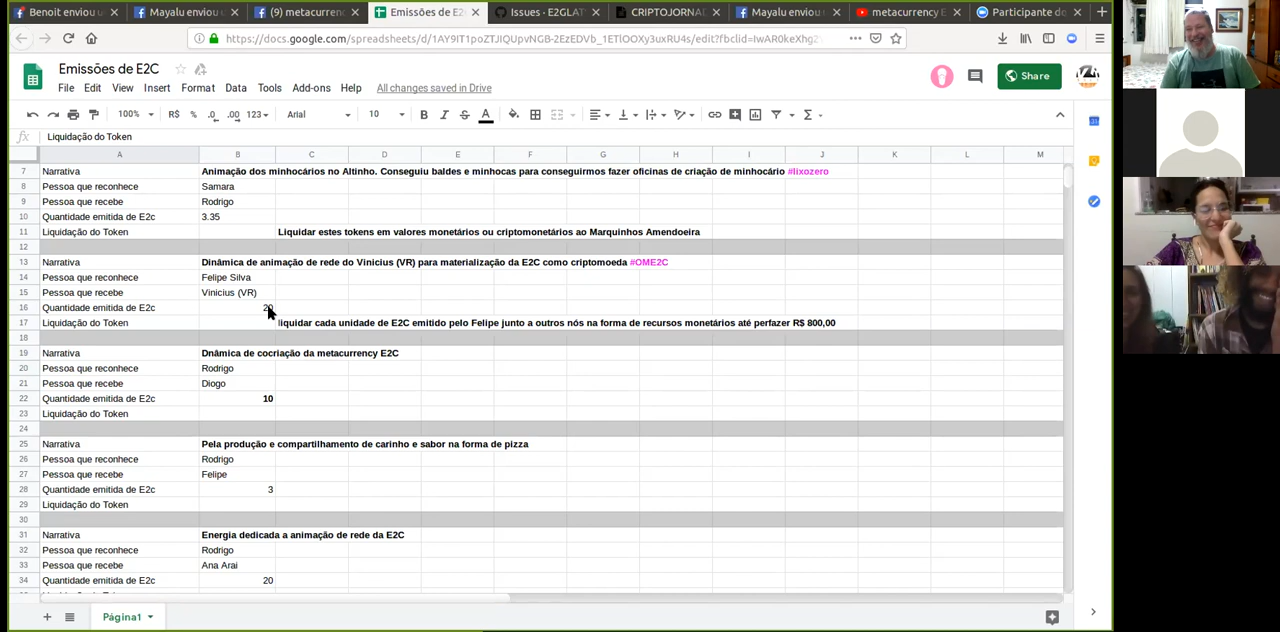 Benoit enviou u
Mayalu enviou u
(9) metacurrenc
Emissões de E2C
Issues · E2GLATS
CRIPTOJORNA
Mayalu enviou u
metacurrency E
Participante do
https://docs.google.com/spreadsheets/d/
Emissões de E2C
File Edit View Insert Format Data Tools Add-ons Help All changes saved in Drive
Share
100% R$ % .0 .00 123 Arial 10 B I S A
fx Liquidação do Token
A B C D E F G H I J K L M
7 Narrativa Animação dos minhocários no Altinho. Conseguiu baldes e minhocas para conseguirmos fazer oficinas de criação de minhocário #lixozero
8 Pessoa que reconhece Samara
9 Pessoa que recebe Rodrigo
10 Quantidade emitida de E2c 3.35
11 Liquidação do Token Liquidar estes tokens em valores monetários ou criptomonetários ao Marquinhos Amendoeira
12
13 Narrativa Dinâmica de animação de rede do Vinicius (VR) para materialização da E2C como criptomoeda #OME2C
14 Pessoa que reconhece Felipe Silva
15 Pessoa que recebe Vinicius (VR)
16 Quantidade emitida de E2c 20
17 Liquidação do Token liquidar cada unidade de E2C emitido pelo Felipe junto a outros nós na forma de recursos monetários até perfazer R$ 800,00
18
19 Narrativa Dnâmica de cocriação da metacurrency E2C
20 Pessoa que reconhece Rodrigo
21 Pessoa que recebe Diogo
22 Quantidade emitida de E2c 10
23 Liquidação do Token
24
25 Narrativa Pela produção e compartilhamento de carinho e sabor na forma de pizza
26 Pessoa que reconhece Rodrigo
27 Pessoa que recebe Felipe
28 Quantidade emitida de E2c 3
29 Liquidação do Token
30
31 Narrativa Energia dedicada a animação de rede da E2C
32 Pessoa que reconhece Rodrigo
33 Pessoa que recebe Ana Arai
34 Quantidade emitida de E2c 20
Página1